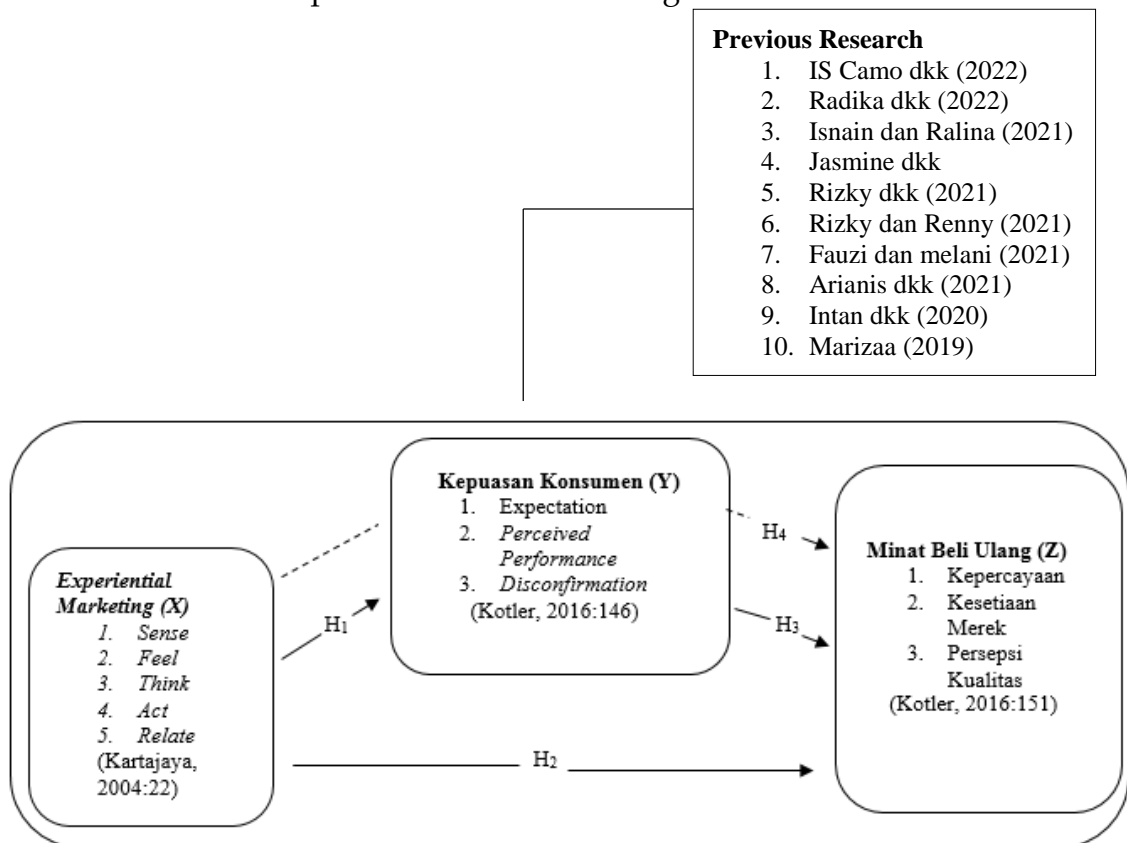 Previous Research
1. IS Camo dkk (2022)
2. Radika dkk (2022)
3. Isnain dan Ralina (2021)
4. Jasmine dkk
5. Rizky dkk (2021)
6. Rizky dan Renny (2021)
7. Fauzi dan melani (2021)
8. Arianis dkk (2021)
9. Intan dkk (2020)
10. Marizaa (2019)
Kepuasan Konsumen (Y)
1. Expectation
2. Perceived
Performance
3. Disconfirmation
(Kotler, 2016:146)
Experiential
Marketing (X)
1. Sense
2. Feel
3. Think
4. Act
5. Relate
(Kartajaya,
2004:22)
H1
H4
H3
H2
Minat Beli Ulang (Z)
1. Kepercayaan
2. Kesetiaan
Merek
3. Persepsi
Kualitas
(Kotler, 2016:151)